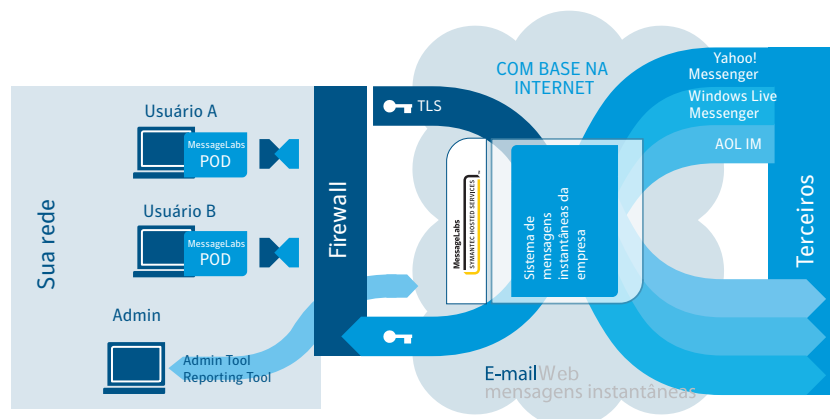 Sua rede
Usuário A
MessageLabs
POD
Usuário B
MessageLabs
POD
Admin
Admin Tool
Reporting Tool
Firewall
TLS
COM BASE NA
INTERNET
MessageLabs
SYMANTEC HOSTED SERVICES
Sistema de
mensagens
instantâneas da
empresa
E-mailWeb
mensagens instantâneas
Yahoo!
Messenger
Windows Live
Messenger
AOL IM
Terceiros